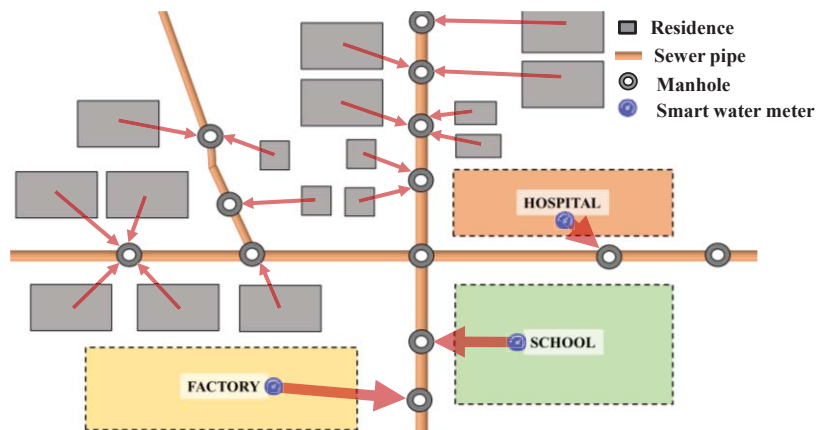 Residence
Sewer pipe
Manhole
Smart water meter
HOSPITAL
SCHOOL
FACTORY